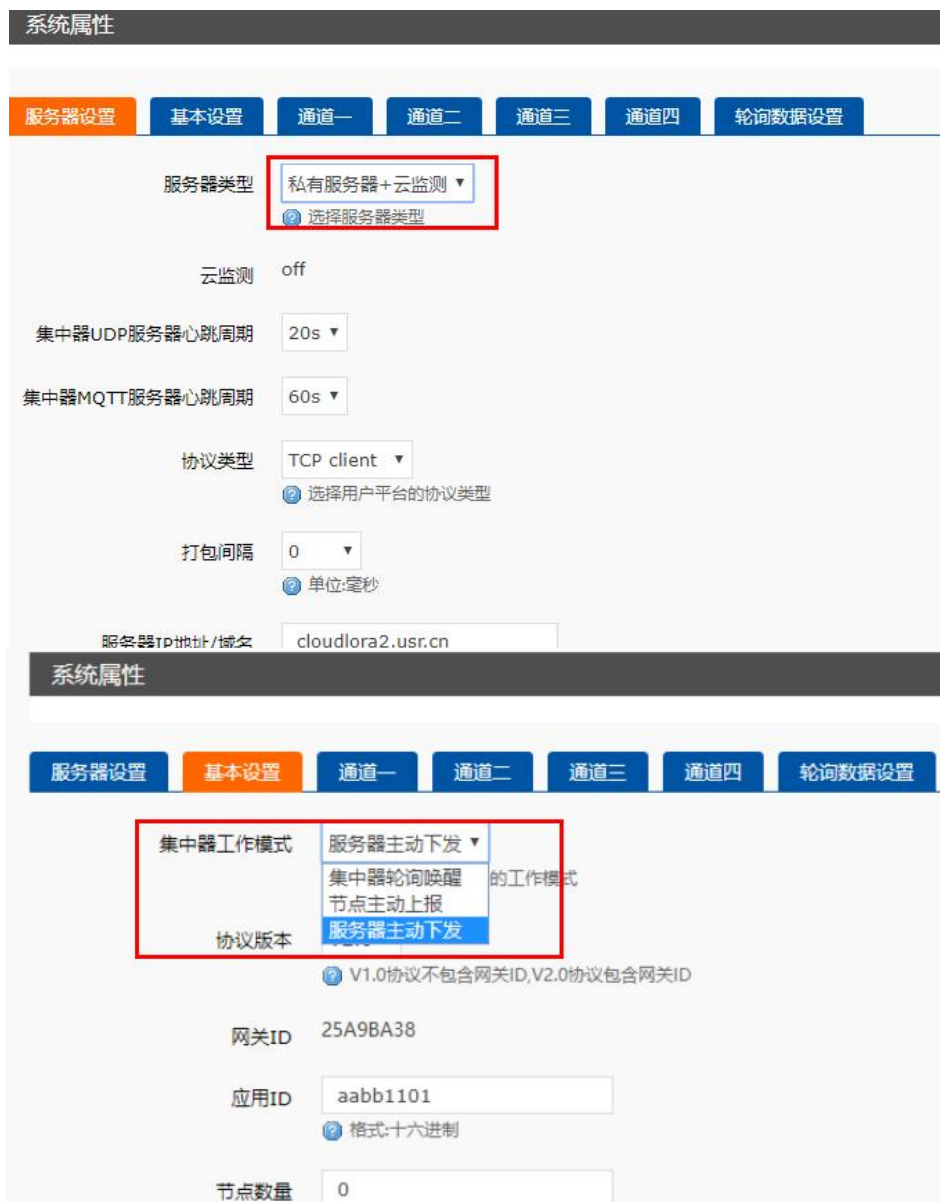 系统属性
服务器设置 基本设置 通道一 通道二 通道三 通道四 轮询数据设置
服务器类型 私有服务器+云监测
选择服务器类型
云监测 off
集中器UDP服务器心跳周期 20s
集中器MQTT服务器心跳周期 60s
协议类型 TCP client
选择用户平台的协议类型
打包间隔 0
单位:毫秒
服务器IP地址/域名 cloudlora2.usr.cn
系统属性
服务器设置 基本设置 通道一 通道二 通道三 通道四 轮询数据设置
集中器工作模式 服务器主动下发
集中器轮询唤醒 的工作模式
节点主动上报
协议版本 服务器主动下发
V1.0协议不包含网关ID,V2.0协议包含网关ID
网关ID 25A9BA38
应用ID aabb1101
格式:十六进制
节点数量 0